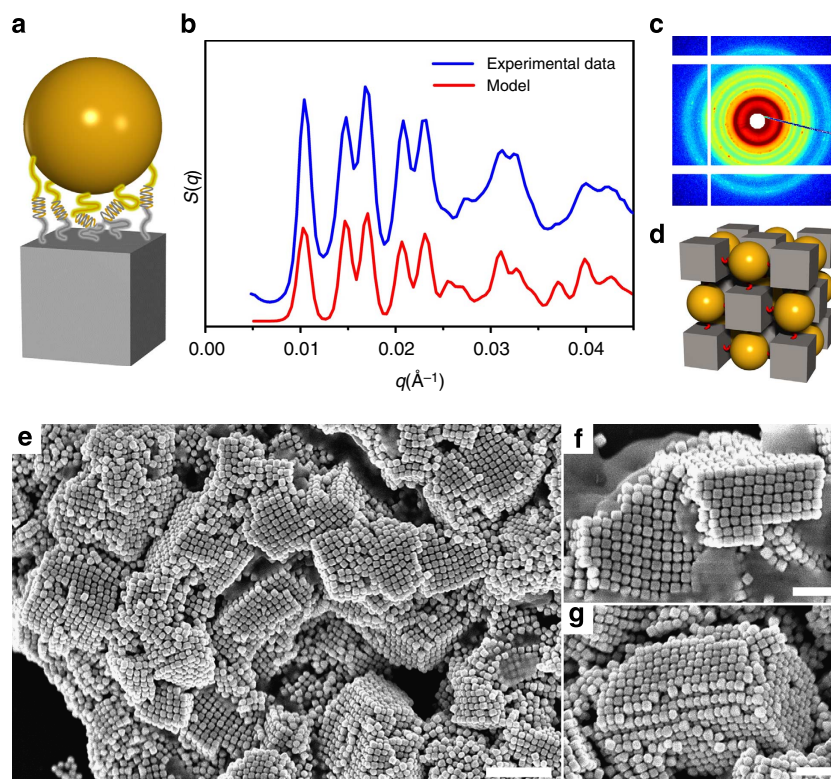 a
b
c
Experimental data
Model
S(q)
0.00
0.01
0.02
0.03
0.04
q(Å⁻¹)
d
e
f
g